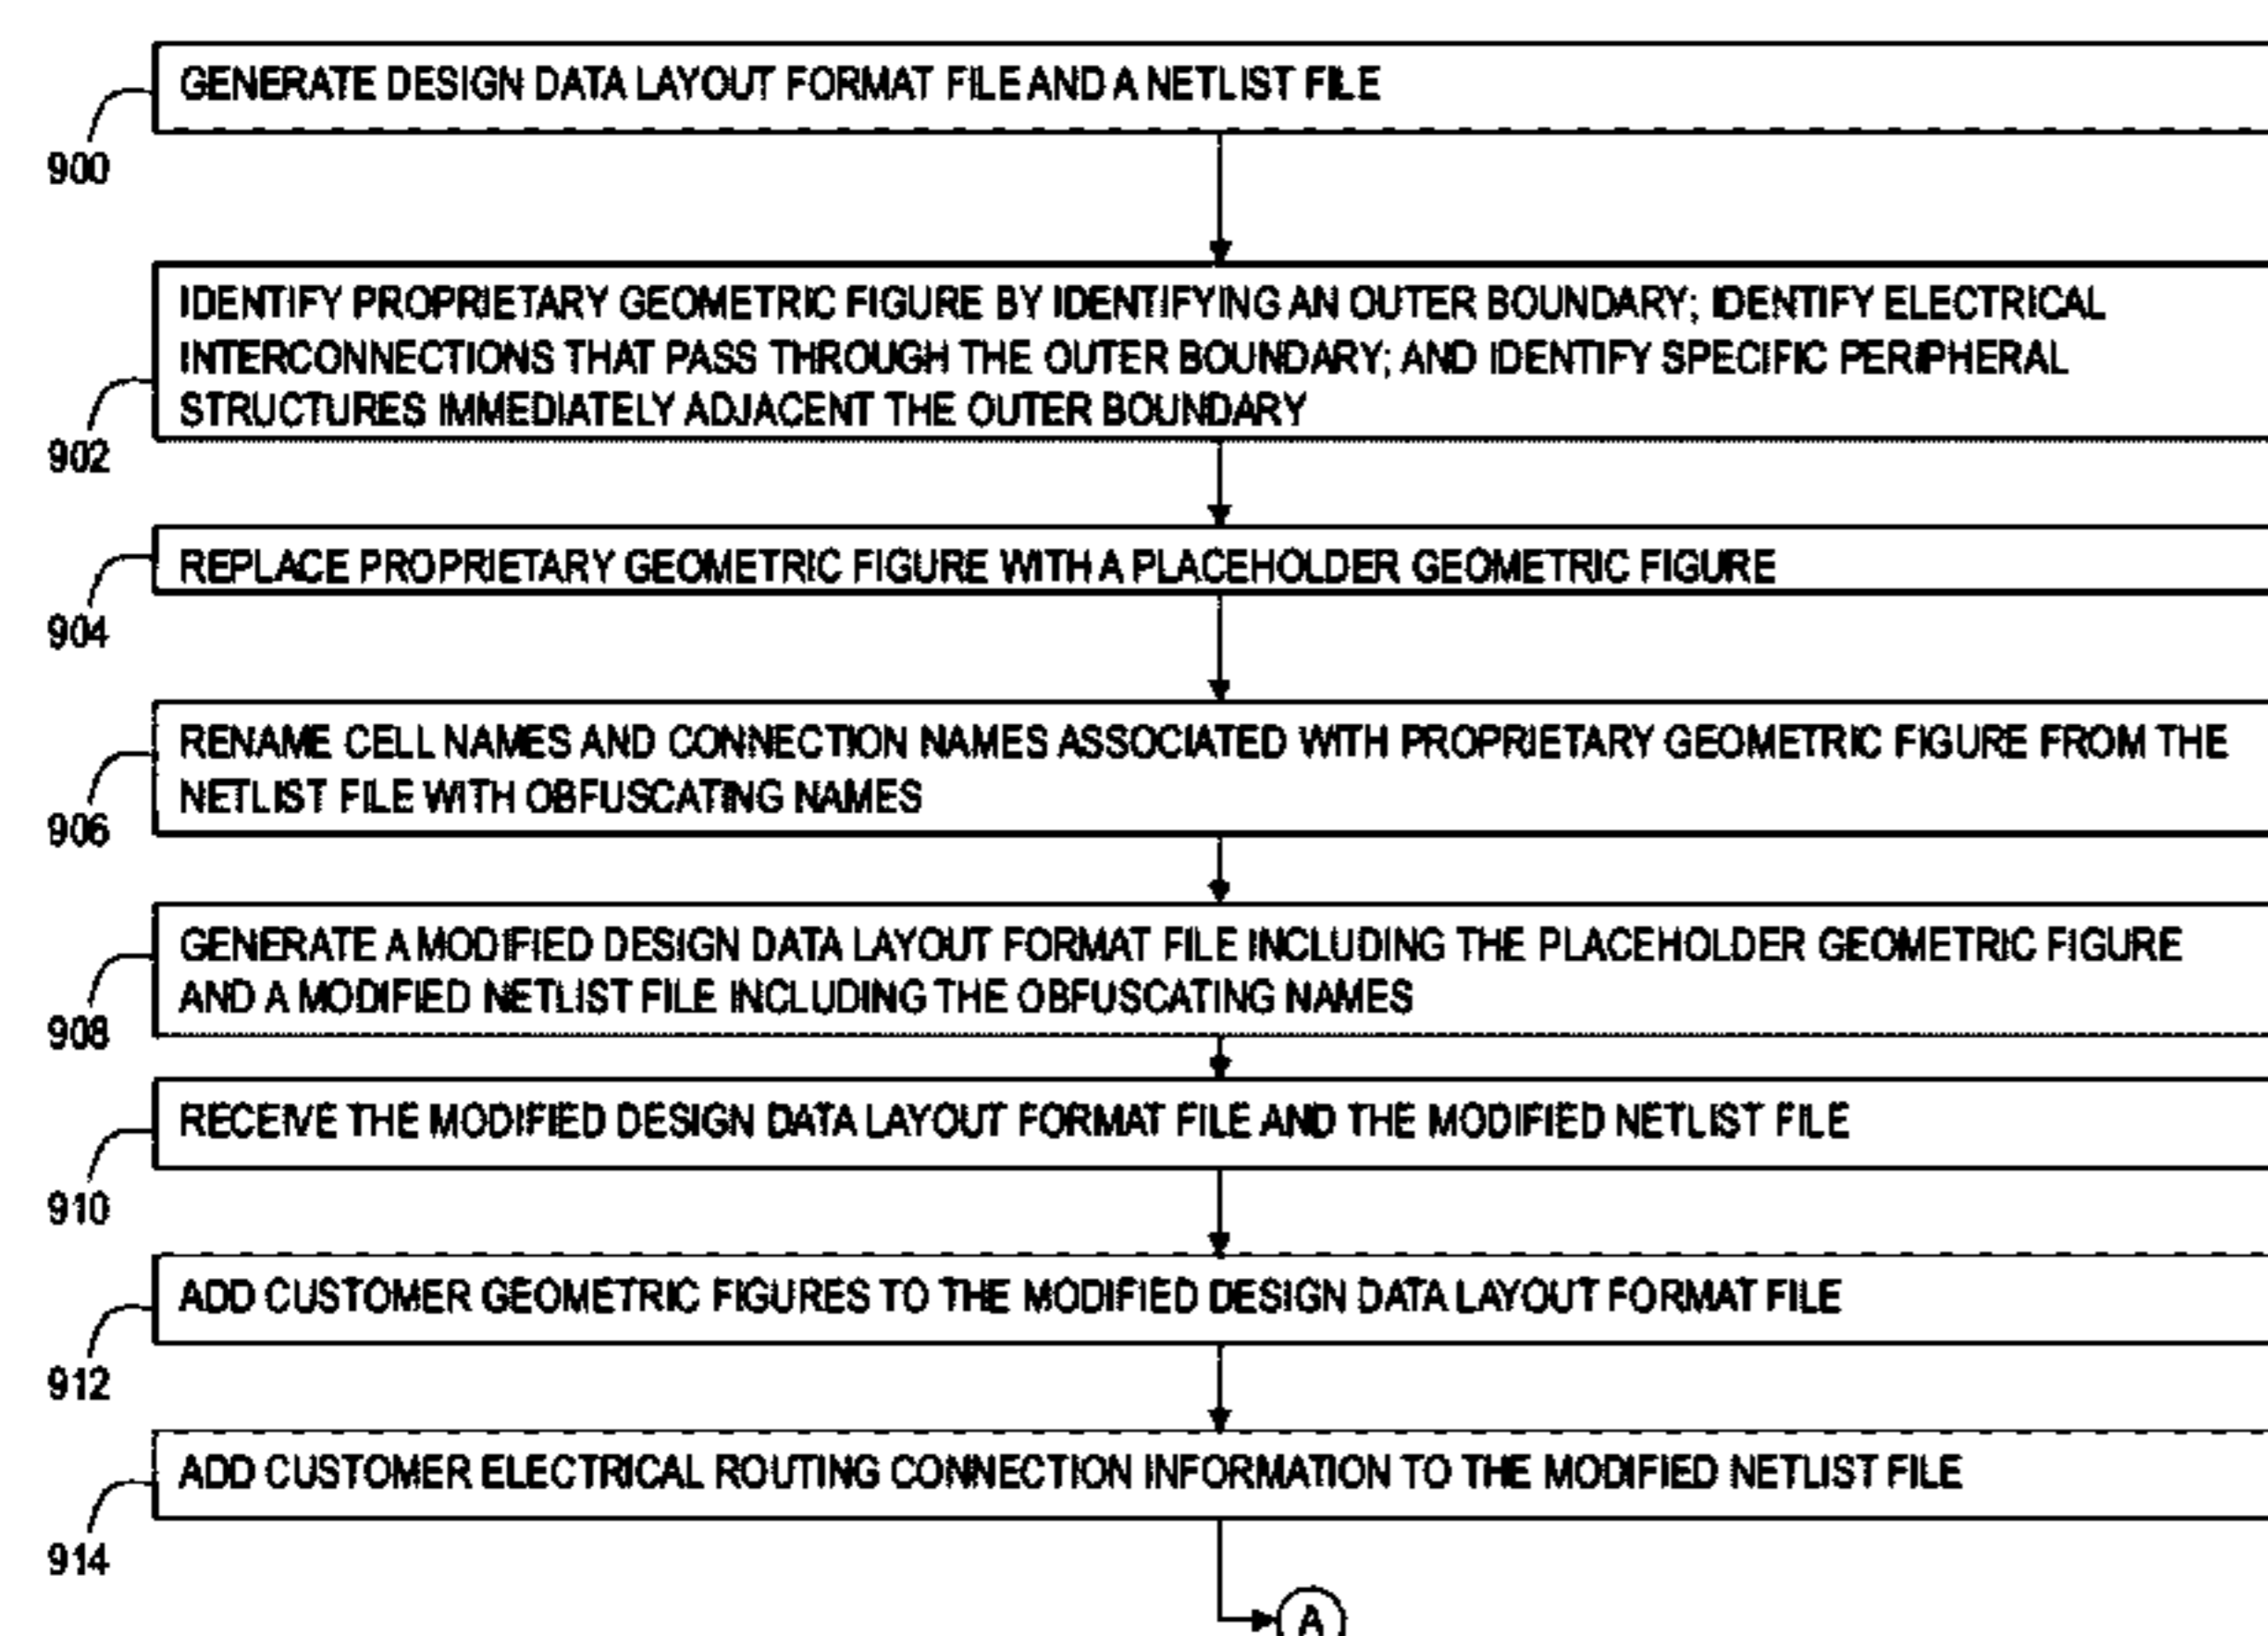 GENERATE DESIGN DATA LAYOUT FORMAT FILE AND A NETLIST FILE
900
IDENTIFY PROPRIETARY GEOMETRIC FIGURE BY IDENTIFYING AN OUTER BOUNDARY; IDENTIFY ELECTRICAL
INTERCONNECTIONS THAT PASS THROUGH THE OUTER BOUNDARY; AND IDENTIFY SPECIFIC PERIPHERAL
STRUCTURES IMMEDIATELY ADJACENT THE OUTER BOUNDARY
902
REPLACE PROPRIETARY GEOMETRIC FIGURE WITH A PLACEHOLDER GEOMETRIC FIGURE
904
RENAME CELL NAMES AND CONNECTION NAMES ASSOCIATED WITH PROPRIETARY GEOMETRIC FIGURE FROM THE
NETLIST FILE WITH OBFUSCATING NAMES
906
GENERATE A MODIFIED DESIGN DATA LAYOUT FORMAT FILE INCLUDING THE PLACEHOLDER GEOMETRIC FIGURE
AND A MODIFIED NETLIST FILE INCLUDING THE OBFUSCATING NAMES
908
RECEIVE THE MODIFIED DESIGN DATA LAYOUT FORMAT FILE AND THE MODIFIED NETLIST FILE
910
ADD CUSTOMER GEOMETRIC FIGURES TO THE MODIFIED DESIGN DATA LAYOUT FORMAT FILE
912
ADD CUSTOMER ELECTRICAL ROUTING CONNECTION INFORMATION TO THE MODIFIED NETLIST FILE
914
A